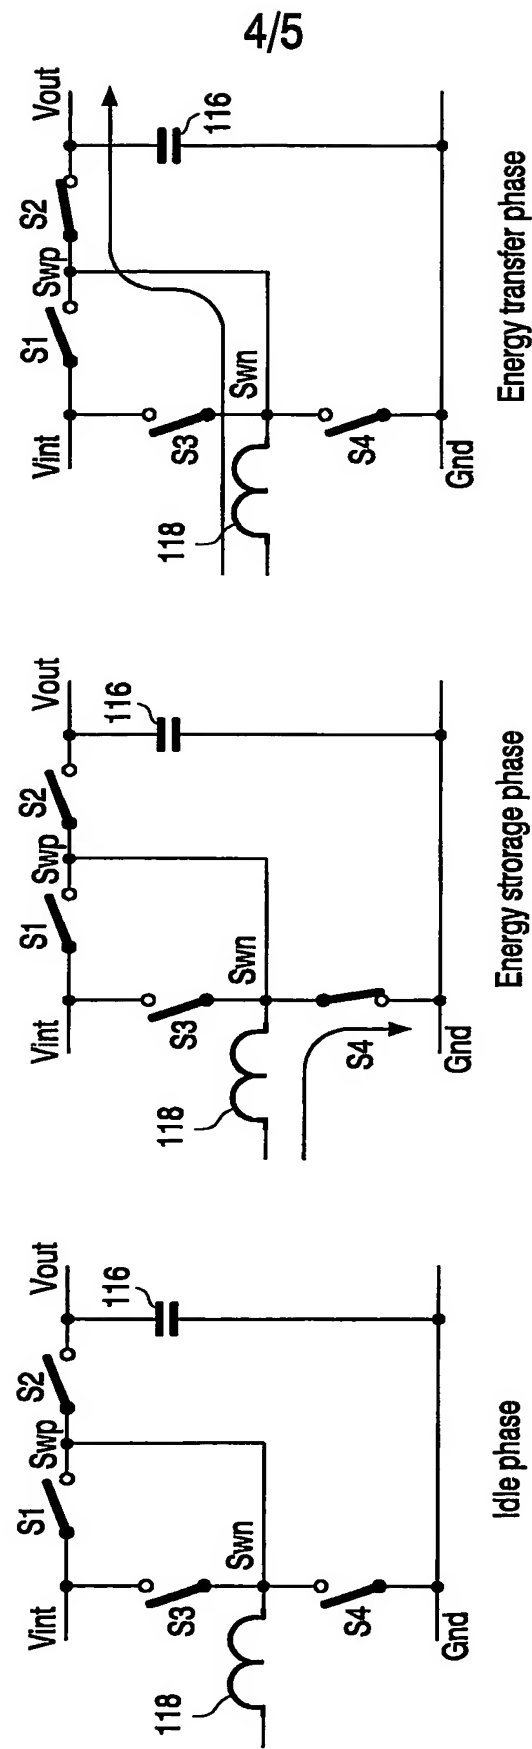 4/5
Vint
S1
Swp
S2
Vout
116
S3
Swn
118
S4
Gnd
Idle phase
Vint
S1
Swp
S2
Vout
116
S3
Swn
118
S4
Gnd
Energy strorage phase
Vint
S1
Swp
S2
Vout
116
S3
Swn
118
S4
Gnd
Energy transfer phase